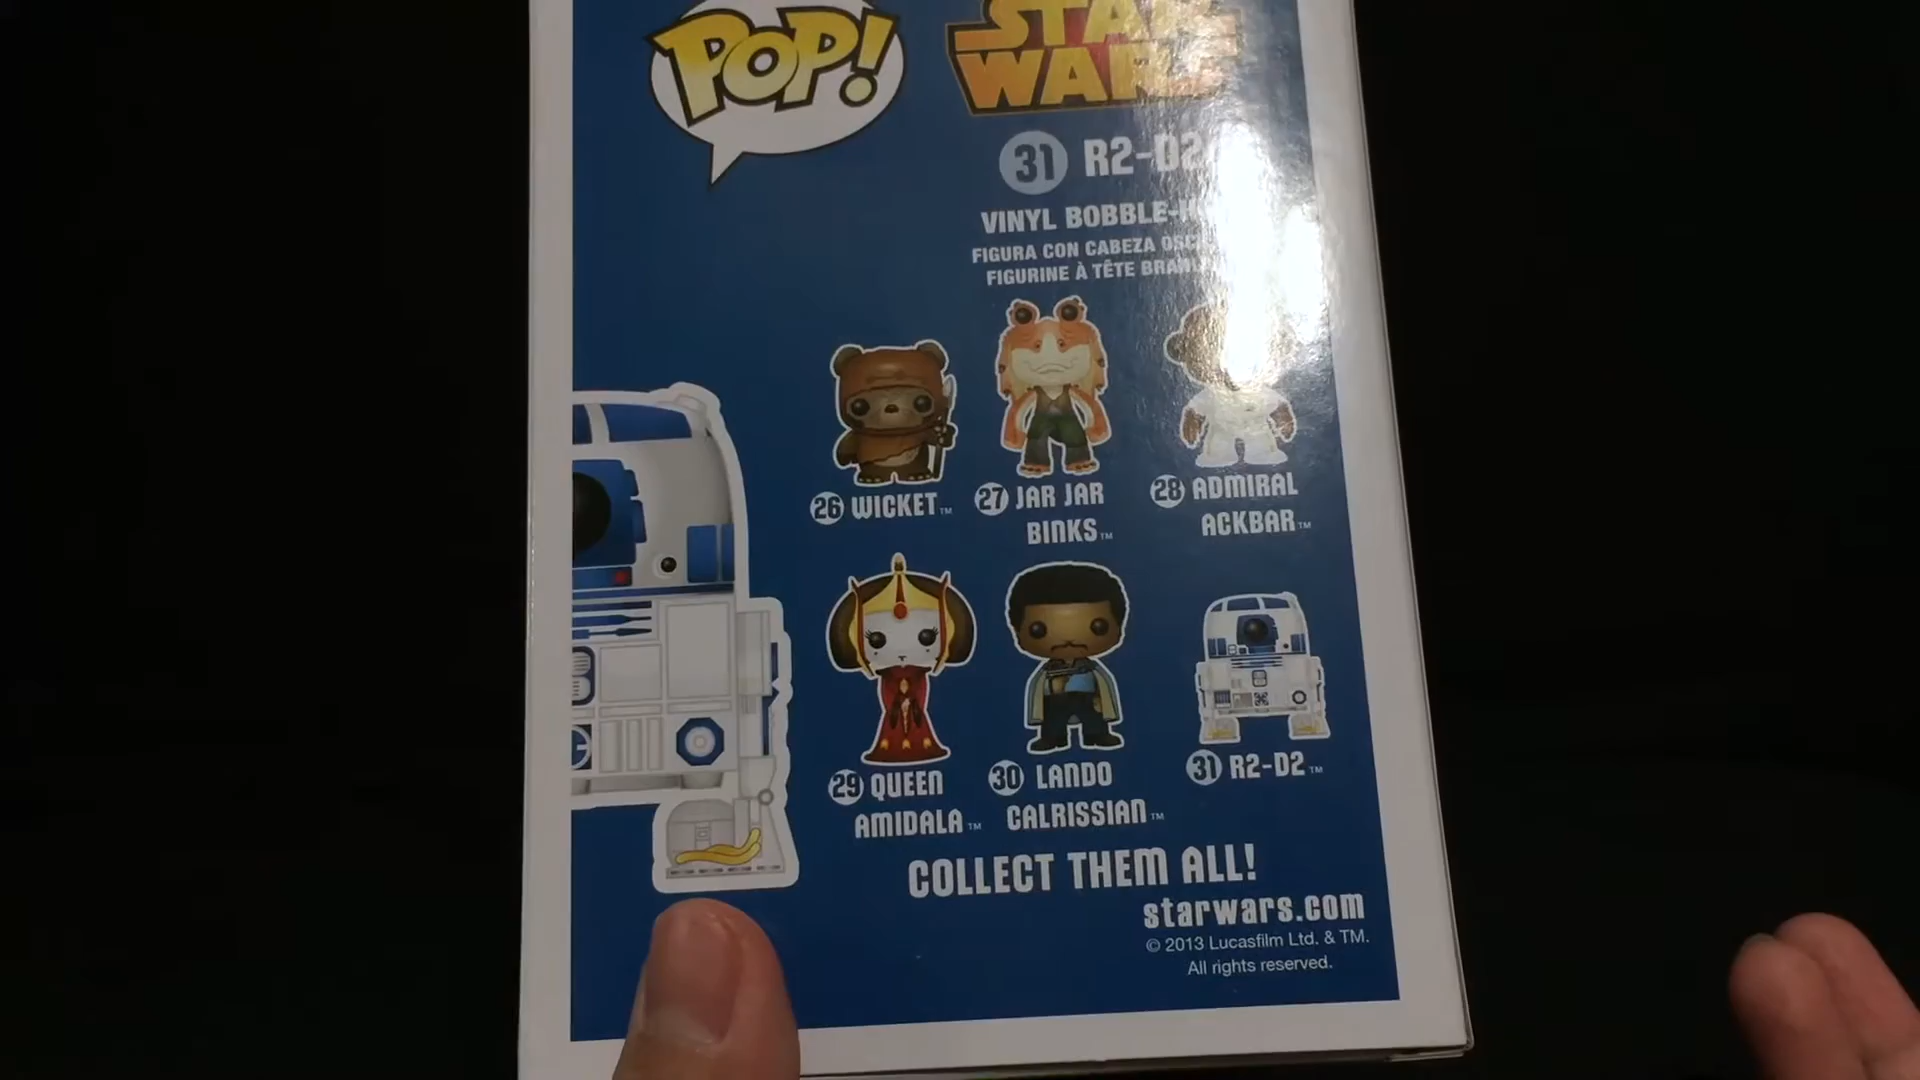 POP!
STAR
WARS
31 R2-D2
VINYL BOBBLE-
FIGURA CON CABEZA
FIGURINE À TÊTE
26 WICKET™
27 JAR JAR
BINKS™
28 ADMIRAL
ACKBAR™
29 QUEEN
AMIDALA™
30 LANDO
CALRISSIAN™
31 R2-D2™
COLLECT THEM ALL!
starwars.com
© 2013 Lucasfilm Ltd. & TM.
All rights reserved.